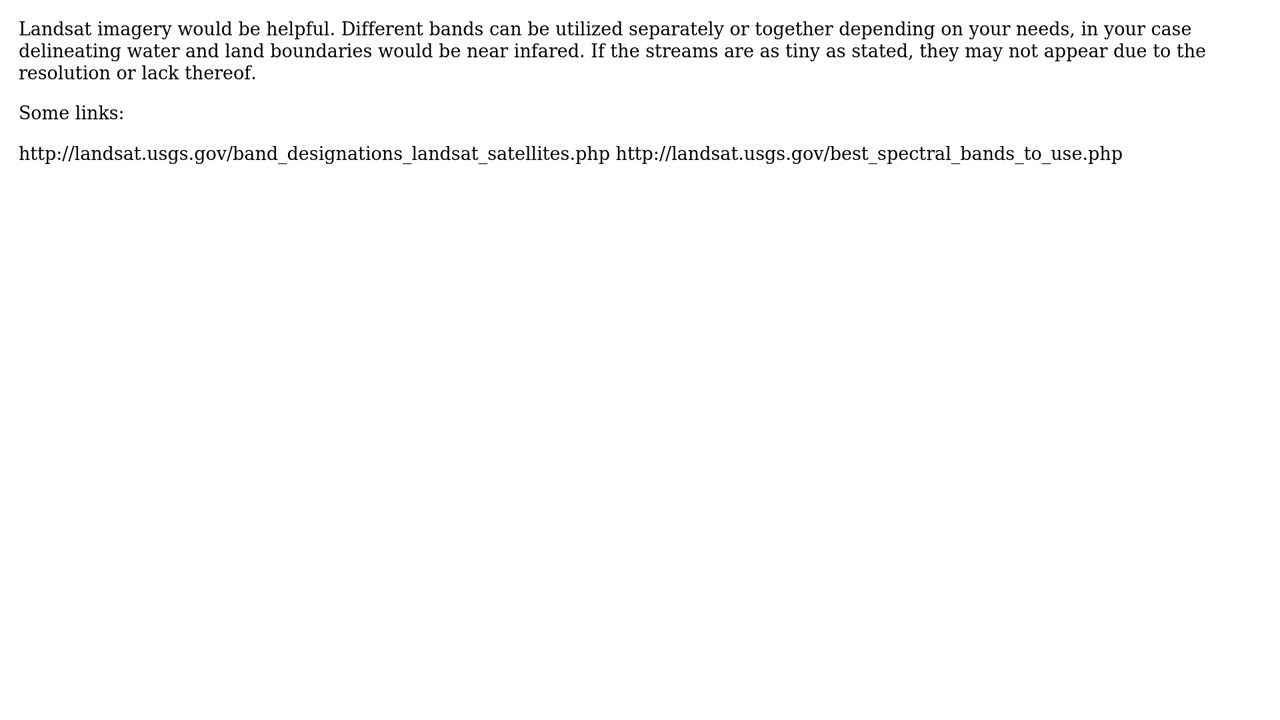 Landsat imagery would be helpful. Different bands can be utilized separately or together depending on your needs, in your case
delineating water and land boundaries would be near infared. If the streams are as tiny as stated, they may not appear due to the
resolution or lack thereof.
Some links:
http://landsat.usgs.gov/band_designations_landsat_satellites.php http://landsat.usgs.gov/best_spectral_bands_to_use.php